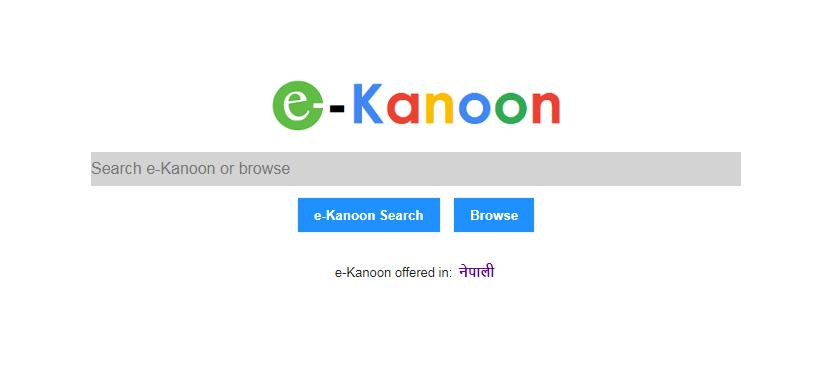 e-Kanoon
Search e-Kanoon or browse
e-Kanoon Search Browse
e-Kanoon offered in: नेपाली